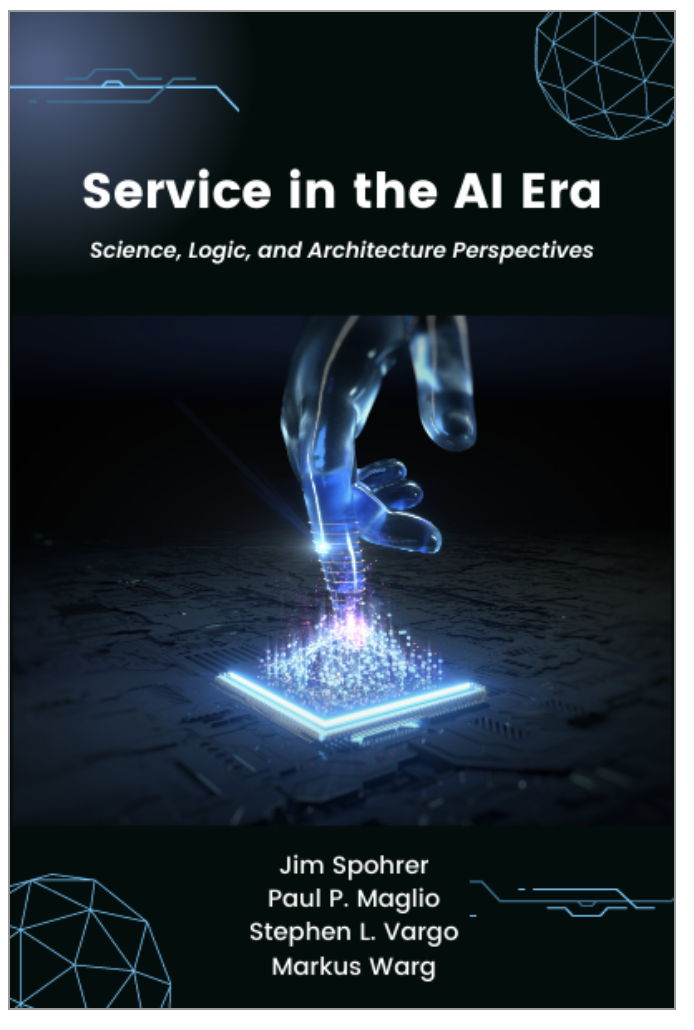 Service in the AI Era
Science, Logic, and Architecture Perspectives
Jim Spohrer
Paul P. Maglio
Stephen L. Vargo
Markus Warg